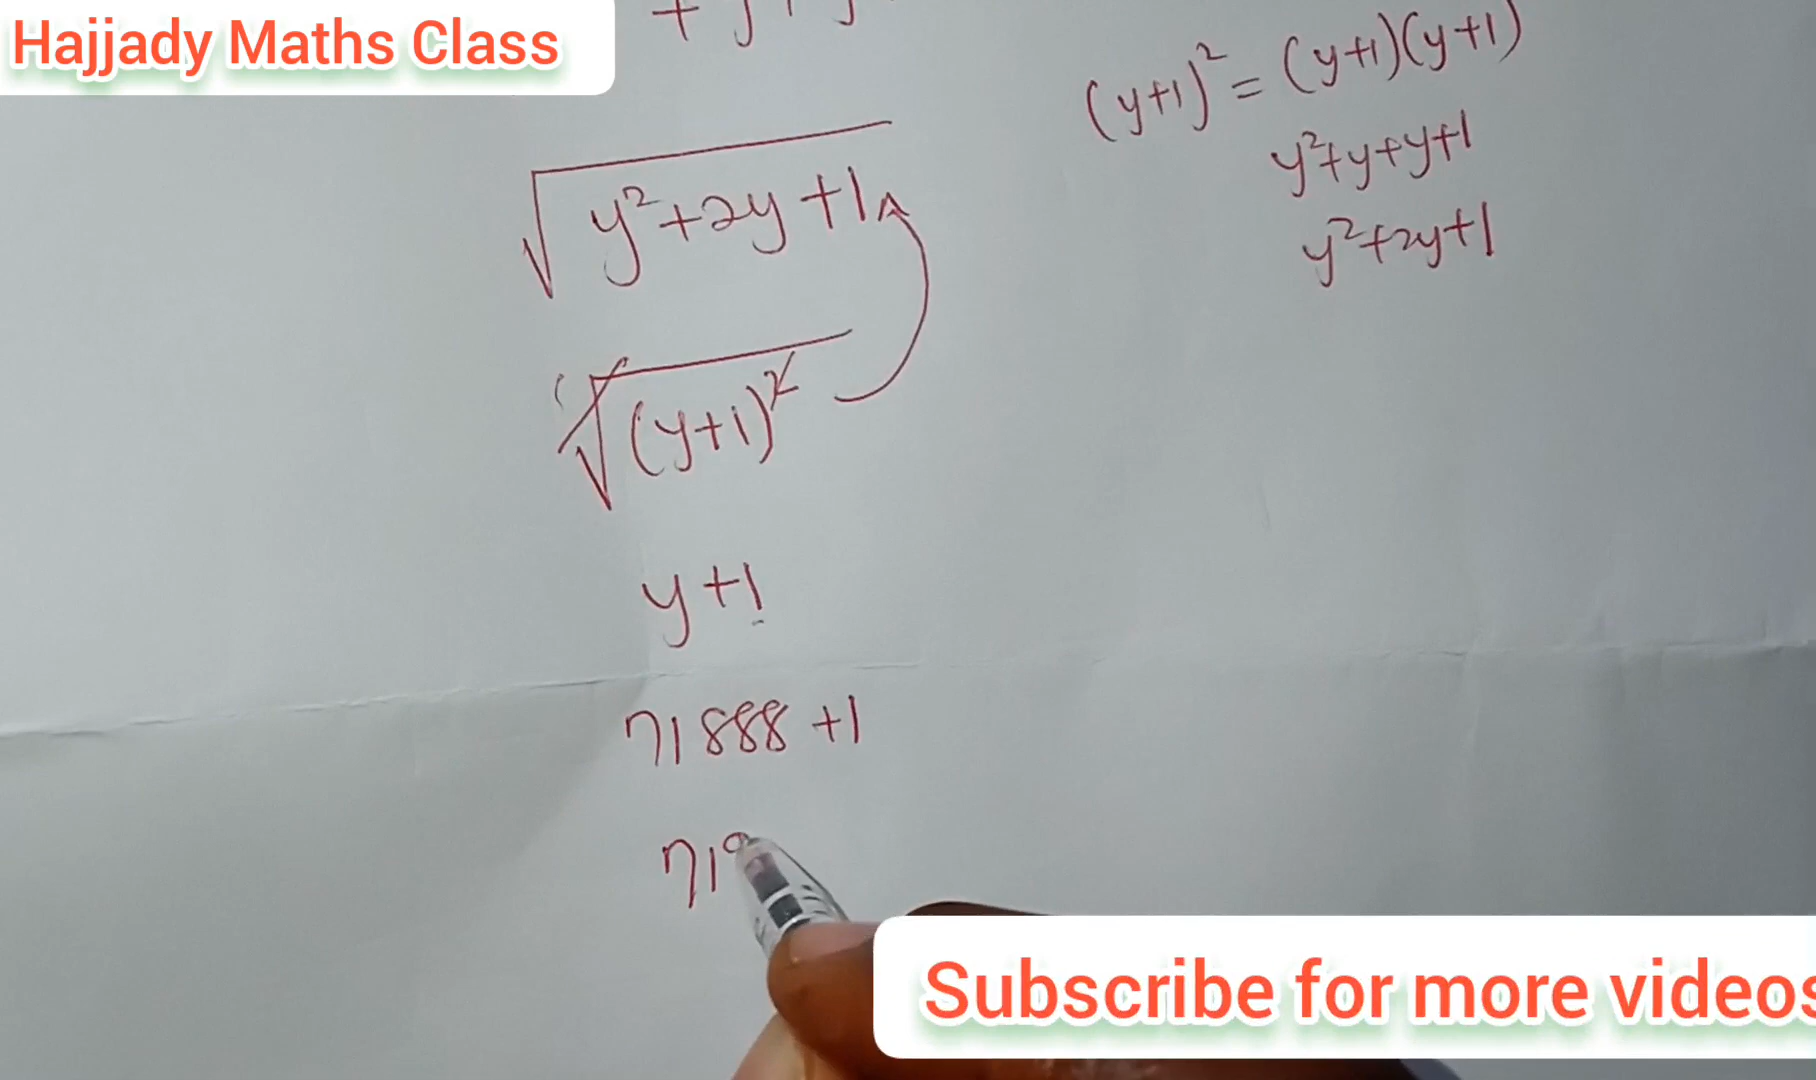 Hajjady Maths Class
(y+1)² = (y+1)(y+1)
y²+y+y+1
y²+2y+1
√(y²+2y+1)
√(y+1)²
y+1
71888+1
71
Subscribe for more videos